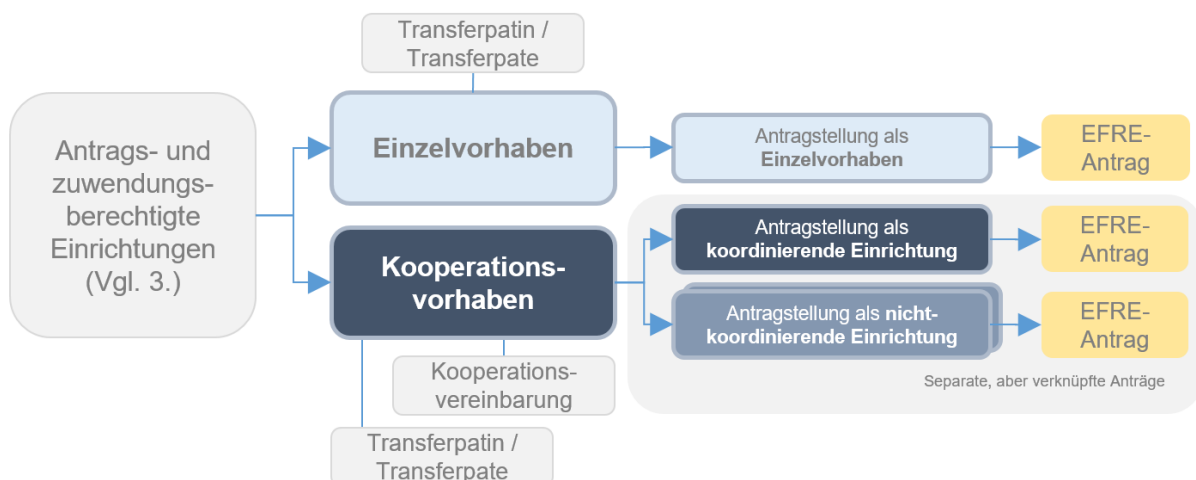 Transferpatin /
Transferpate
Antrags- und
zuwendungs-
berechtigte
Einrichtungen
(Vgl. 3.)
Einzelvorhaben
Antragstellung als
Einzelvorhaben
EFRE-
Antrag
Kooperations-
vorhaben
Antragstellung als
koordinierende Einrichtung
EFRE-
Antrag
Antragstellung als nicht-
koordinierende Einrichtung
EFRE-
Antrag
Separate, aber verknüpfte Anträge
Kooperations-
vereinbarung
Transferpatin /
Transferpate